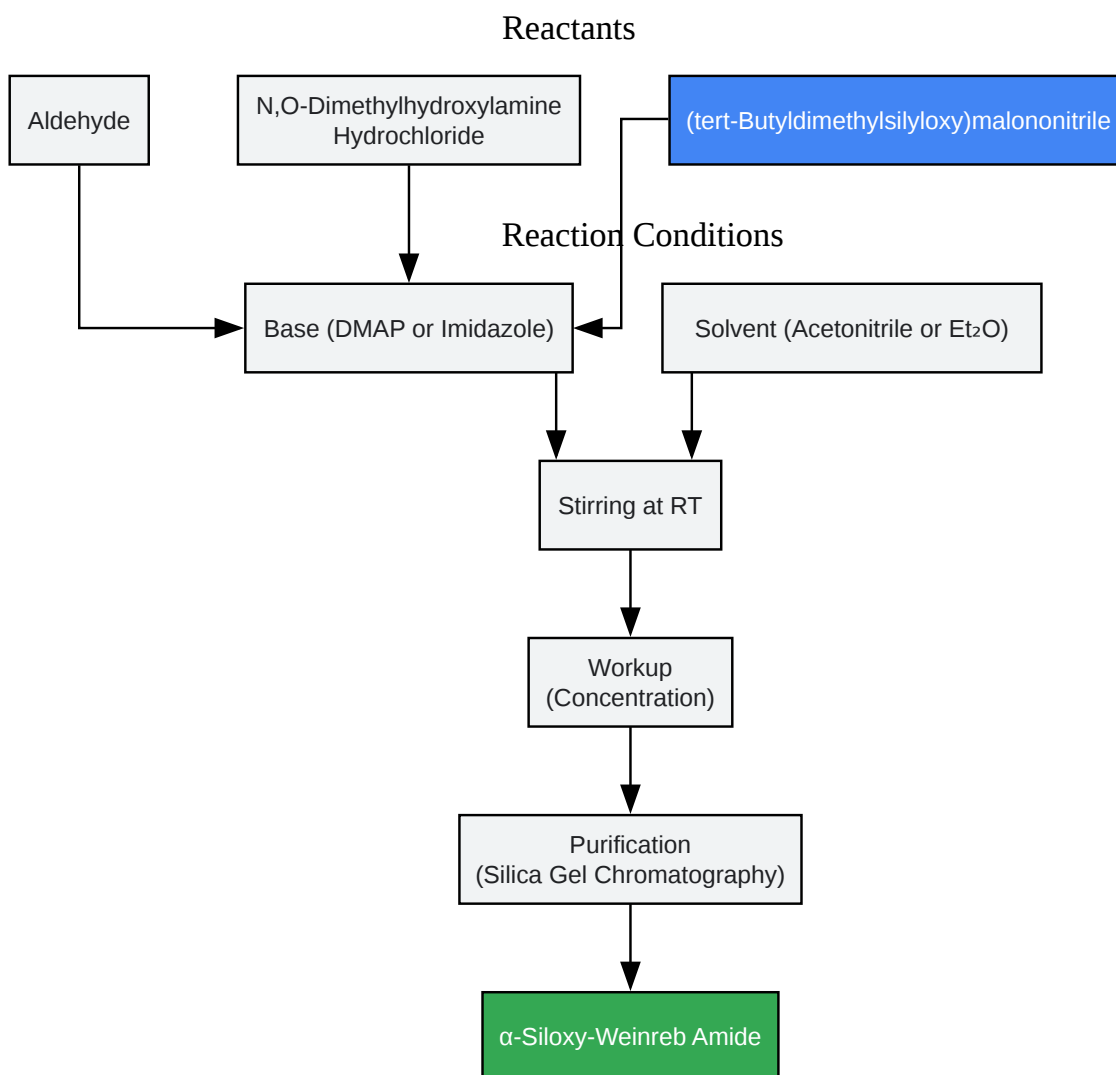 Reactants
Aldehyde
N,O-Dimethylhydroxylamine
Hydrochloride
(tert-Butyldimethylsilyloxy)malononitrile
Reaction Conditions
Base (DMAP or Imidazole)
Solvent (Acetonitrile or Et₂O)
Stirring at RT
Workup
(Concentration)
Purification
(Silica Gel Chromatography)
α-Siloxy-Weinreb Amide